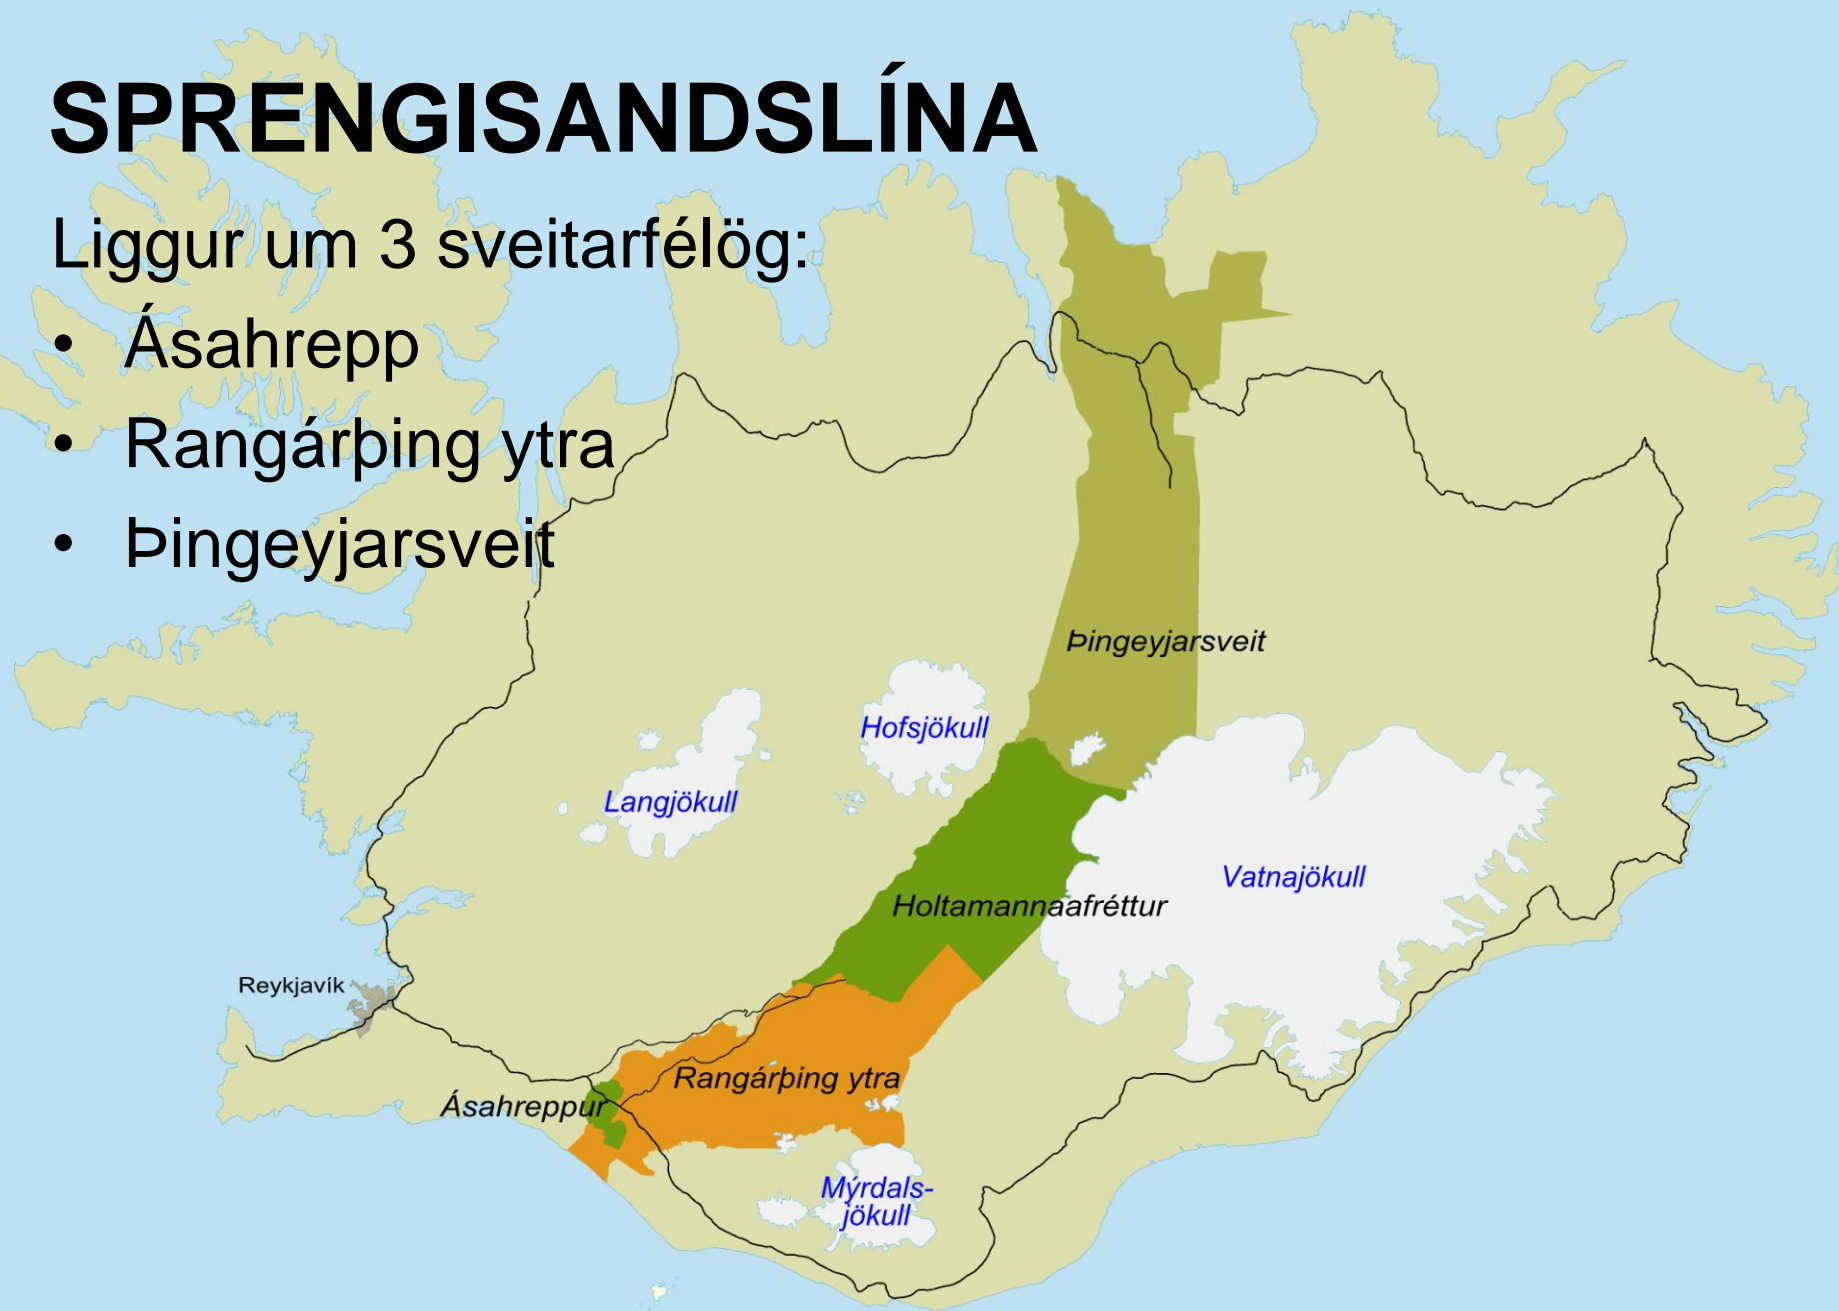 SPRENGISANDSLÍNA
Liggur um 3 sveitarfélög:
• Ásahrepp
• Rangárþing ytra
• Þingeyjarsveit
Þingeyjarsveit
Hofsjökull
Langjökull
Vatnajökull
Holtamannaafréttur
Reykjavík
Rangárþing ytra
Ásahreppur
Mýrdals-
jökull